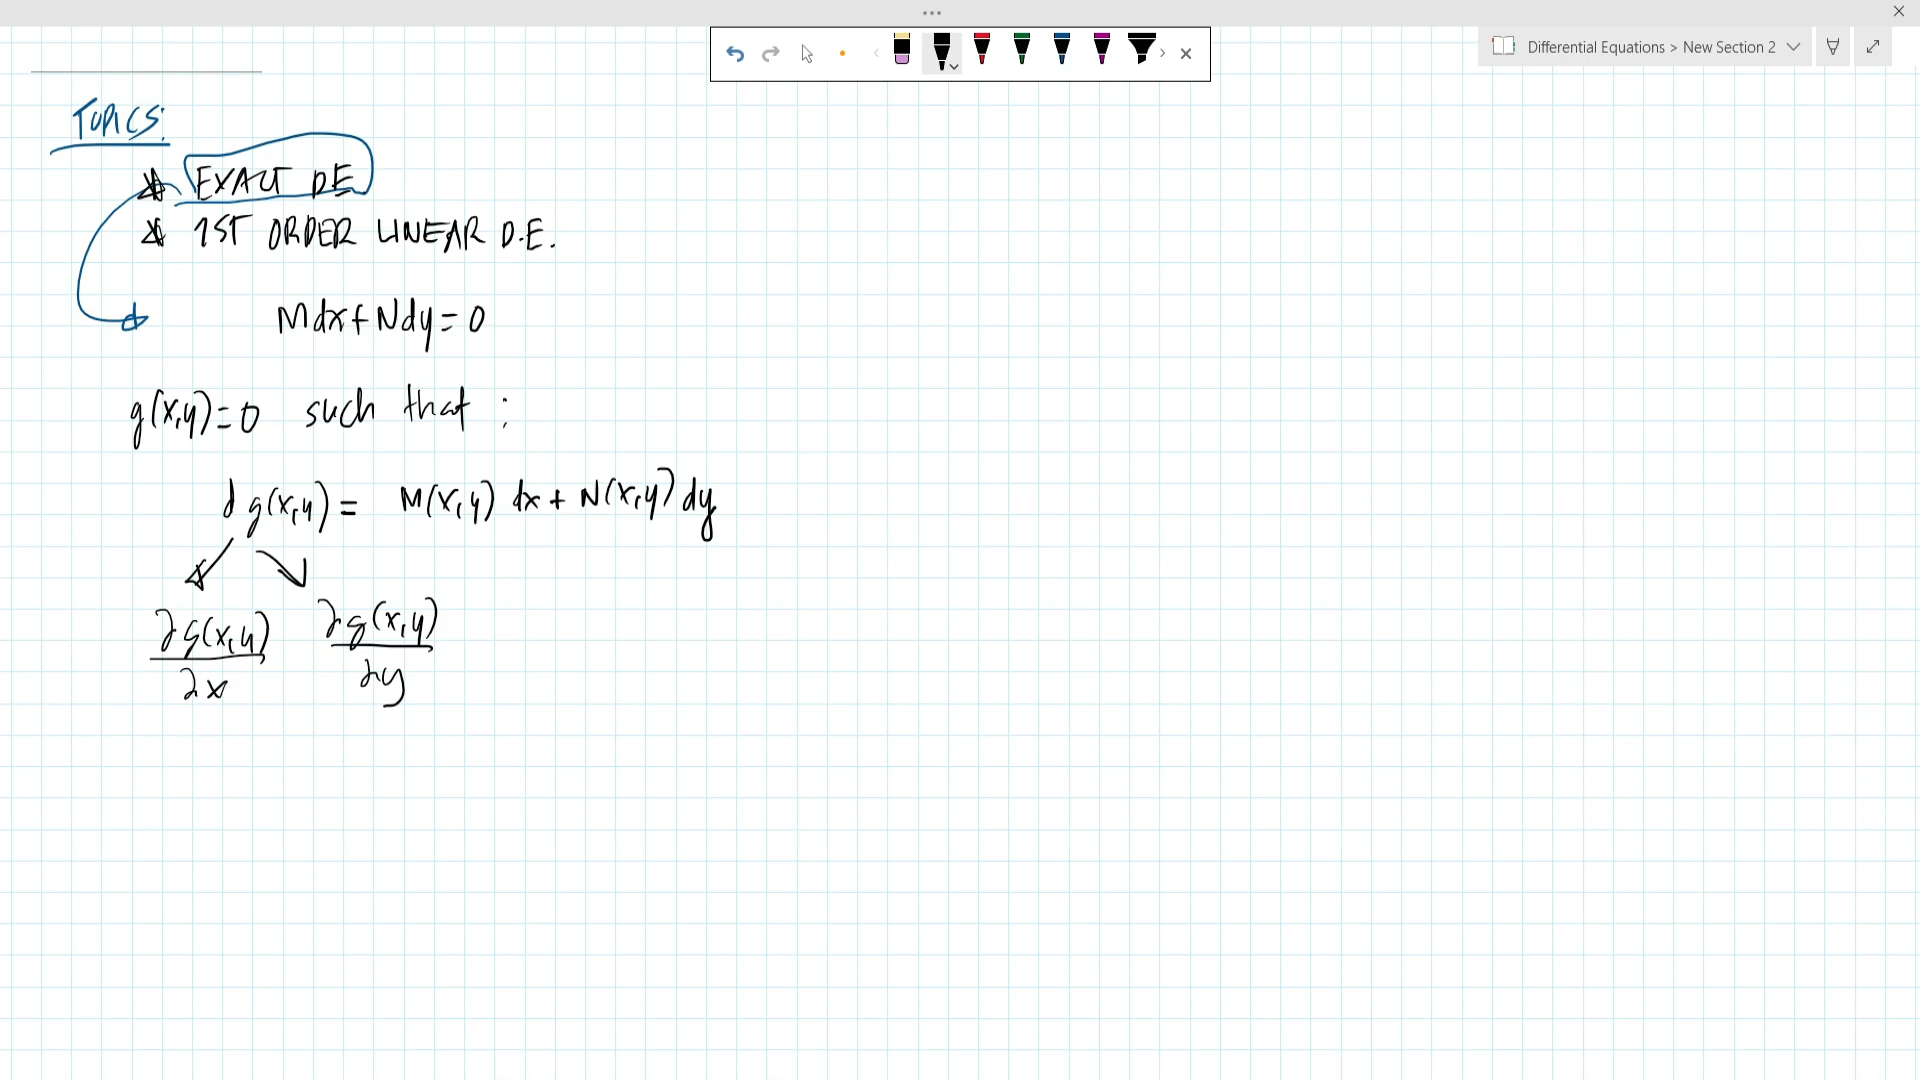 Differential Equations > New Section 2
TOPICS:
EXACT DE
1ST ORDER LINEAR D.E.
Mdx+Ndy=0
g(x,y)=0 such that :
d g(x,y) = M(x,y) dx + N(x,y) dy
∂g(x,y) ∂g(x,y)
∂x ∂y